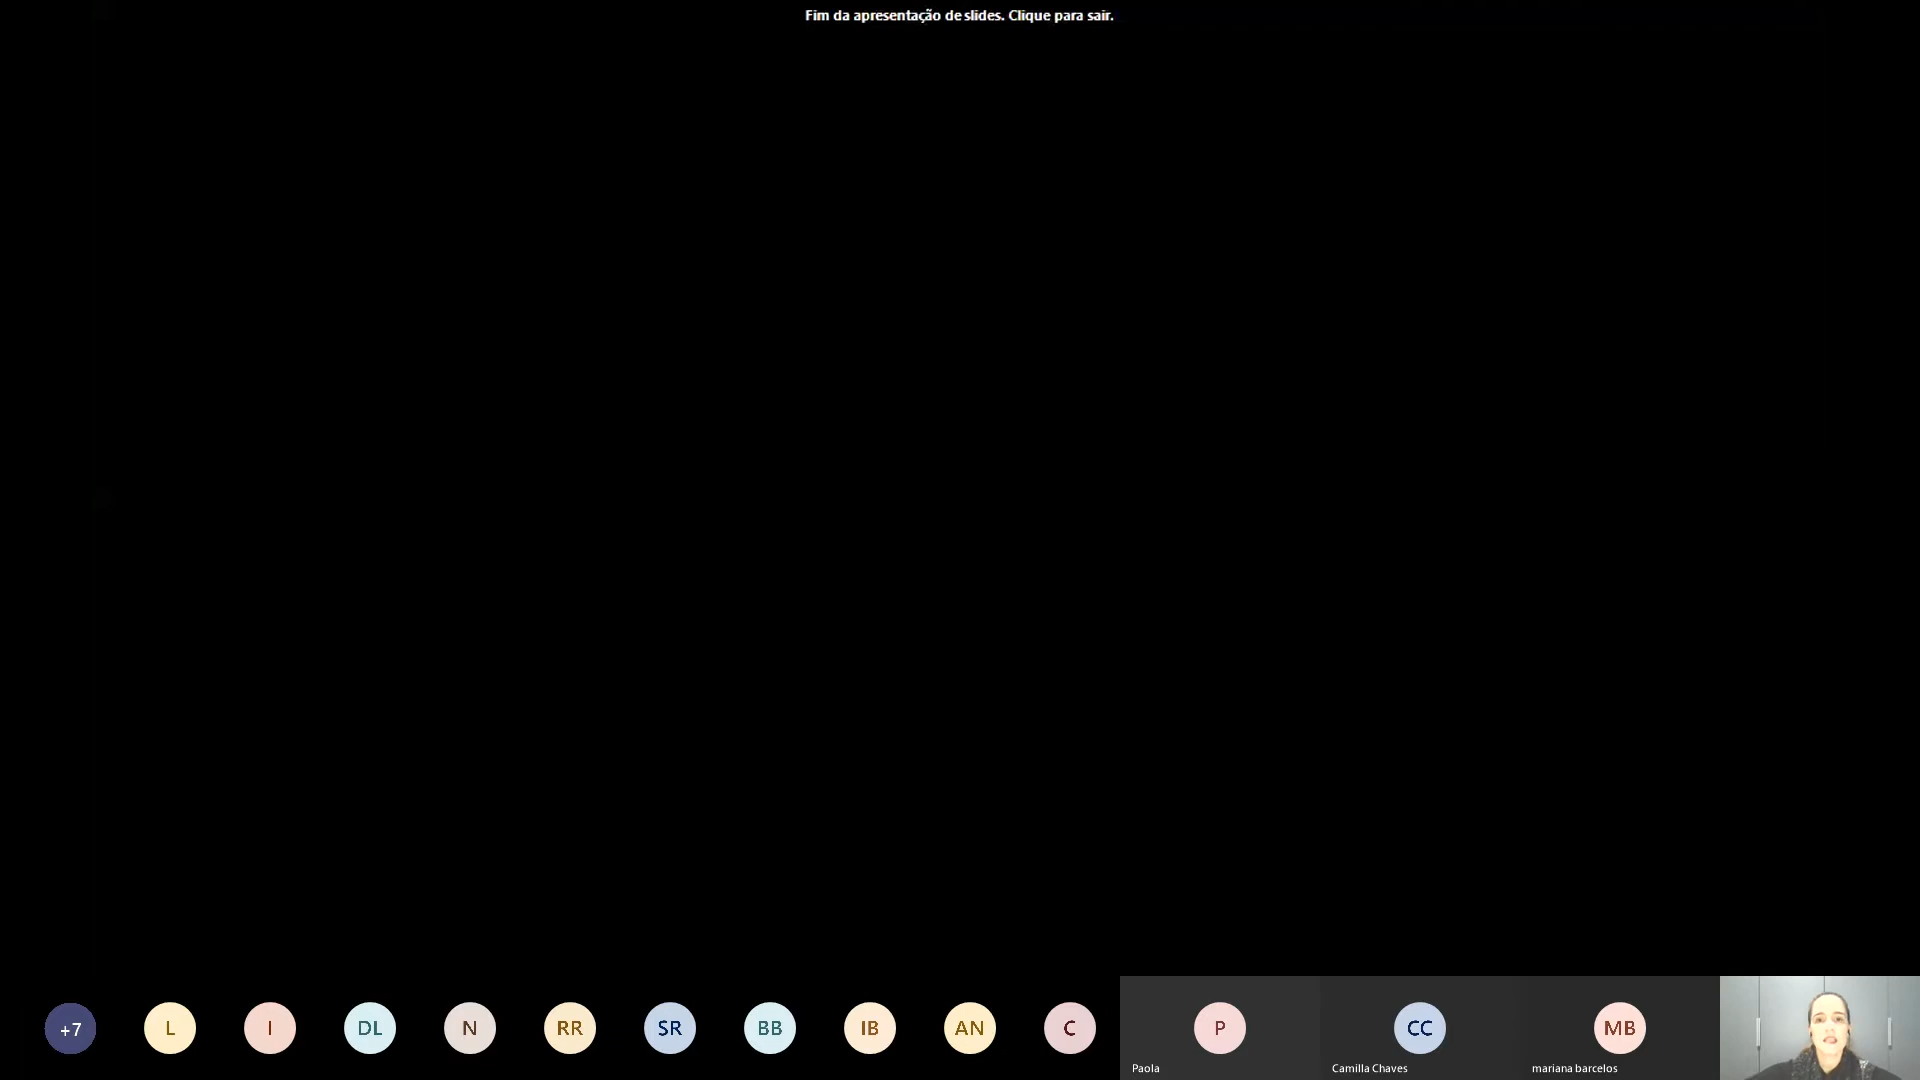 Fim da apresentação de slides. Clique para sair.
+7
L
I
DL
N
RR
SR
BB
IB
AN
C
P
CC
MB
Paola
Camilla Chaves
mariana barcelos